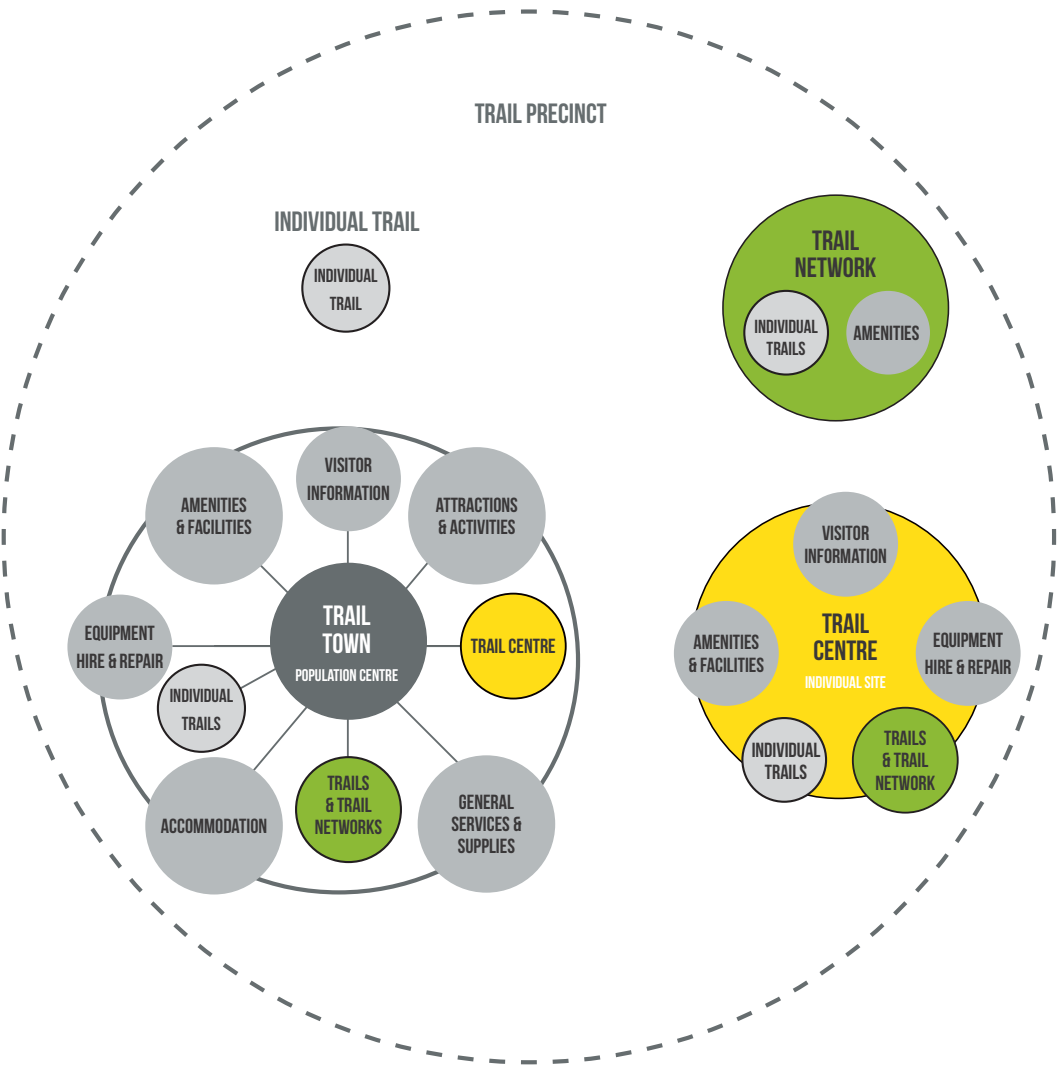 TRAIL PRECINCT
INDIVIDUAL TRAIL
INDIVIDUAL
TRAIL
TRAIL
NETWORK
INDIVIDUAL
TRAILS
AMENITIES
VISITOR
INFORMATION
AMENITIES
& FACILITIES
ATTRACTIONS
& ACTIVITIES
TRAIL
TOWN
POPULATION CENTRE
EQUIPMENT
HIRE & REPAIR
TRAIL CENTRE
INDIVIDUAL
TRAILS
ACCOMMODATION
TRAILS
& TRAIL
NETWORKS
GENERAL
SERVICES &
SUPPLIES
VISITOR
INFORMATION
AMENITIES
& FACILITIES
TRAIL
CENTRE
INDIVIDUAL SITE
EQUIPMENT
HIRE & REPAIR
INDIVIDUAL
TRAILS
TRAILS
& TRAIL
NETWORK